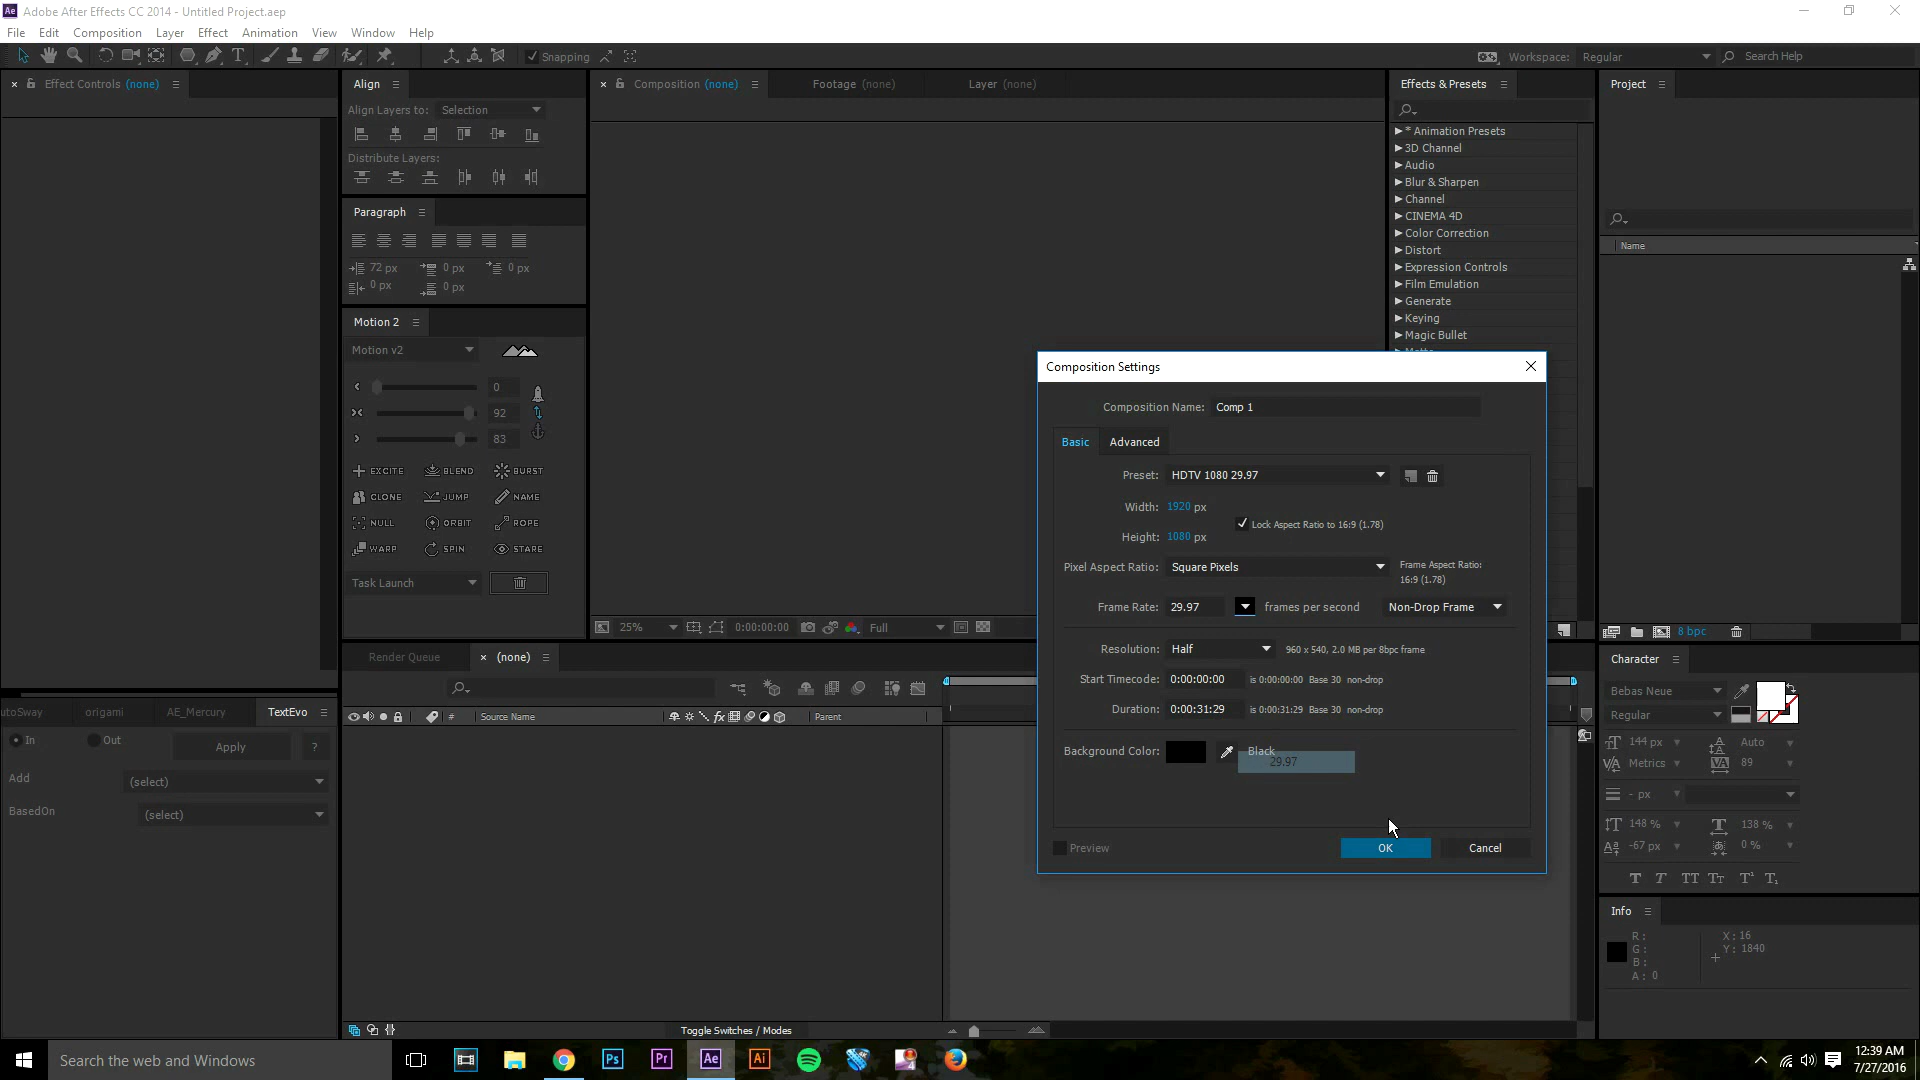 Adobe After Effects CC 2014 - Untitled Project.aep
File Edit Composition Layer Effect Animation View Window Help
Snapping
Workspace: Regular
Search Help
Effect Controls (none)
Align
Align Layers to: Selection
Distribute Layers:
Paragraph
72 px 0 px 0 px
0 px 0 px
Motion 2
Motion v2
0
92
83
EXCITE BLEND BURST
CLONE JUMP NAME
NULL ORBIT ROPE
WARP SPIN STARE
Task Launch
Composition (none) Footage (none) Layer (none)
25% 0:00:00:00 Full
Effects & Presets
* Animation Presets
3D Channel
Audio
Blur & Sharpen
Channel
CINEMA 4D
Color Correction
Distort
Expression Controls
Film Emulation
Generate
Keying
Magic Bullet
Project
Name
8 bpc
Composition Settings
Composition Name: Comp 1
Basic Advanced
Preset: HDTV 1080 29.97
Width: 1920 px
Lock Aspect Ratio to 16:9 (1.78)
Height: 1080 px
Pixel Aspect Ratio: Square Pixels
Frame Aspect Ratio:
16:9 (1.78)
Frame Rate: 29.97 frames per second Non-Drop Frame
Resolution: Half 960 x 540, 2.0 MB per 8bpc frame
Start Timecode: 0:00:00:00 is 0:00:00:00 Base 30 non-drop
Duration: 0:00:31:29 is 0:00:31:29 Base 30 non-drop
Background Color: Black
29.97
Preview OK Cancel
Render Queue (none)
# Source Name fx Parent
Toggle Switches / Modes
utoSway origami AE_Mercury TextEvo
In Out Apply ?
Add (select)
BasedOn (select)
Character
Bebas Neue
Regular
144 px Auto
Metrics 89
- px
148 % 138 %
-67 px 0 %
T T TT Tt T¹ T₁
Info
R: X: 16
G: Y: 1840
B:
A: 0
Search the web and Windows
Ps Pr Ae Ai
12:39 AM
7/27/2016